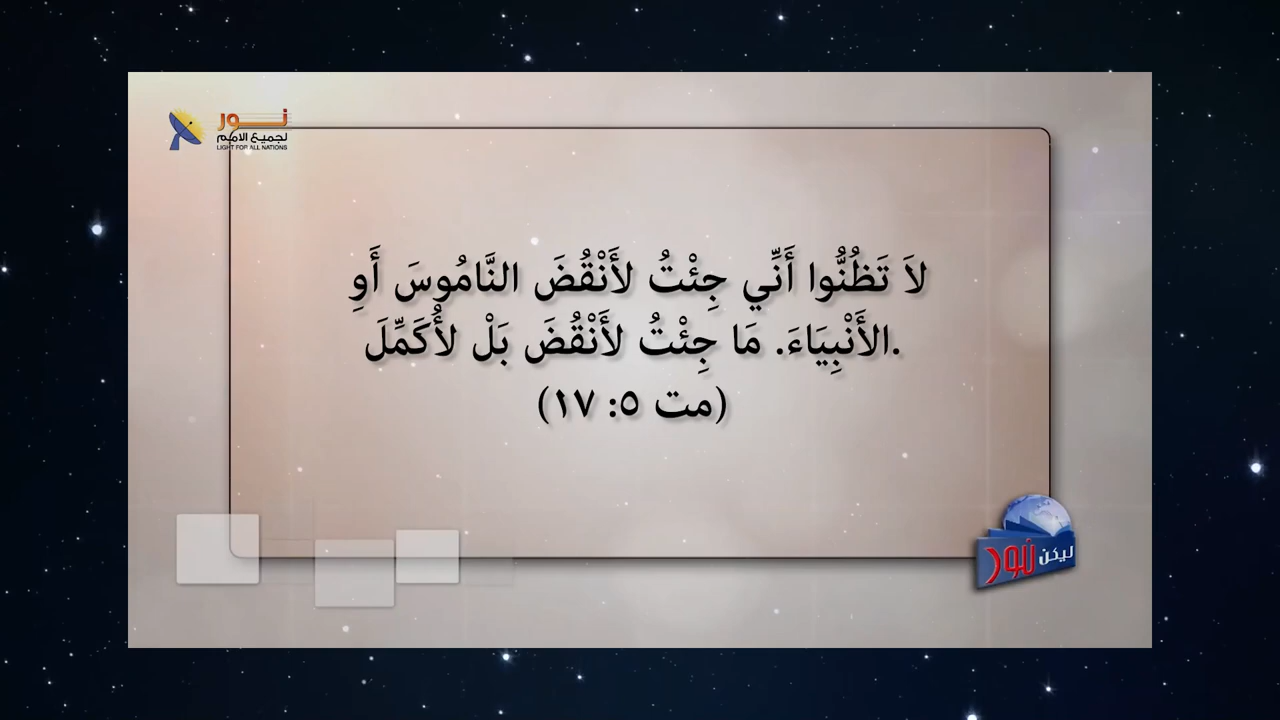 نور
لجميع الامم
LIGHT FOR ALL NATIONS
لاَ تَظُنُّوا أَنِّي جِئْتُ لأَنْقُضَ النَّامُوسَ أَوِ
.الأَنْبِيَاءَ. مَا جِئْتُ لأَنْقُضَ بَلْ لأُكَمِّلَ
(مت ٥: ١٧)
ليكن نور